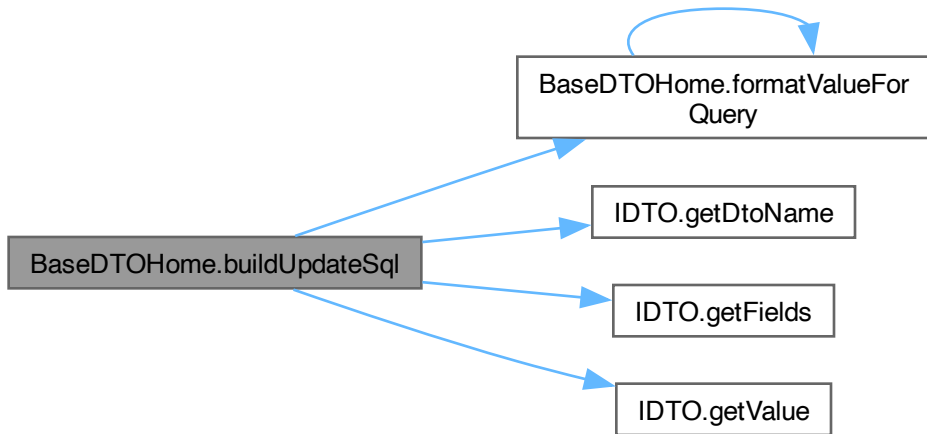 BaseDTOHome.formatValueFor
Query
IDTO.getDtoName
BaseDTOHome.buildUpdateSql
IDTO.getFields
IDTO.getValue